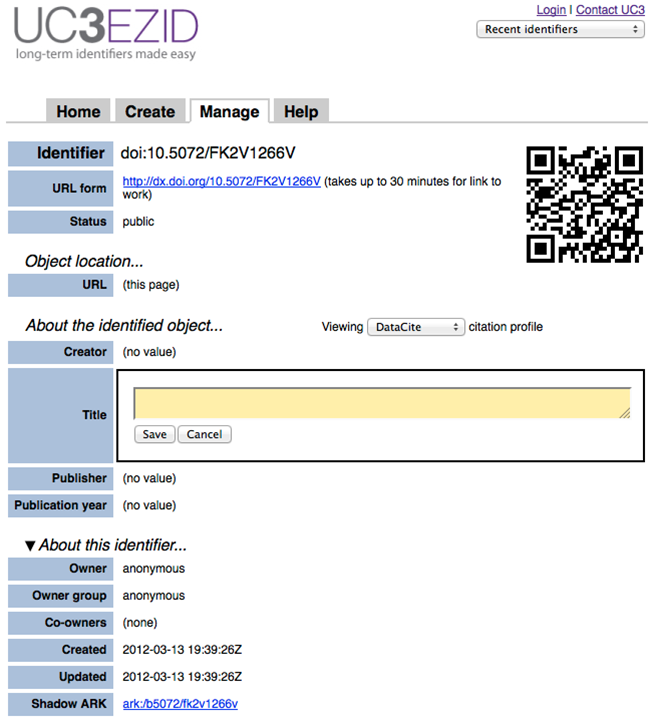 UC3EZID
long-term identifiers made easy
Login | Contact UC3
Recent identifiers
Home Create Manage Help
Identifier doi:10.5072/FK2V1266V
URL form http://dx.doi.org/10.5072/FK2V1266V (takes up to 30 minutes for link to
work)
Status public
Object location...
URL (this page)
About the identified object... Viewing DataCite citation profile
Creator (no value)
Title
Save Cancel
Publisher (no value)
Publication year (no value)
▼ About this identifier...
Owner anonymous
Owner group anonymous
Co-owners (none)
Created 2012-03-13 19:39:26Z
Updated 2012-03-13 19:39:26Z
Shadow ARK ark:/b5072/fk2v1266v